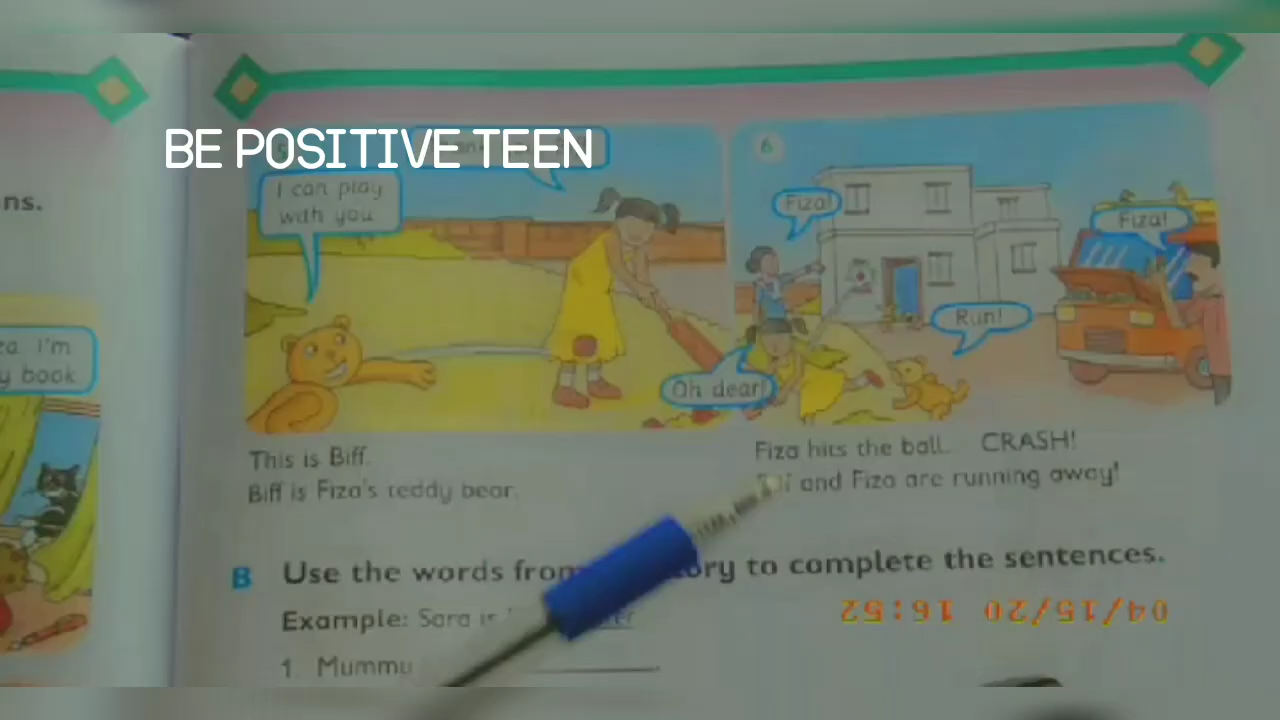 BE POSITIVE TEEN
ns.
I can play
with you
6
Fiza!
Fiza!
Run!
Oh dear!
za. I'm
y book
This is Biff.
Biff is Fiza's teddy bear.
Fiza hits the ball. CRASH!
and Fiza are running away!
B Use the words from to complete the sentences.
Example: Sara is
1. Mummy
04/15/20 16:52